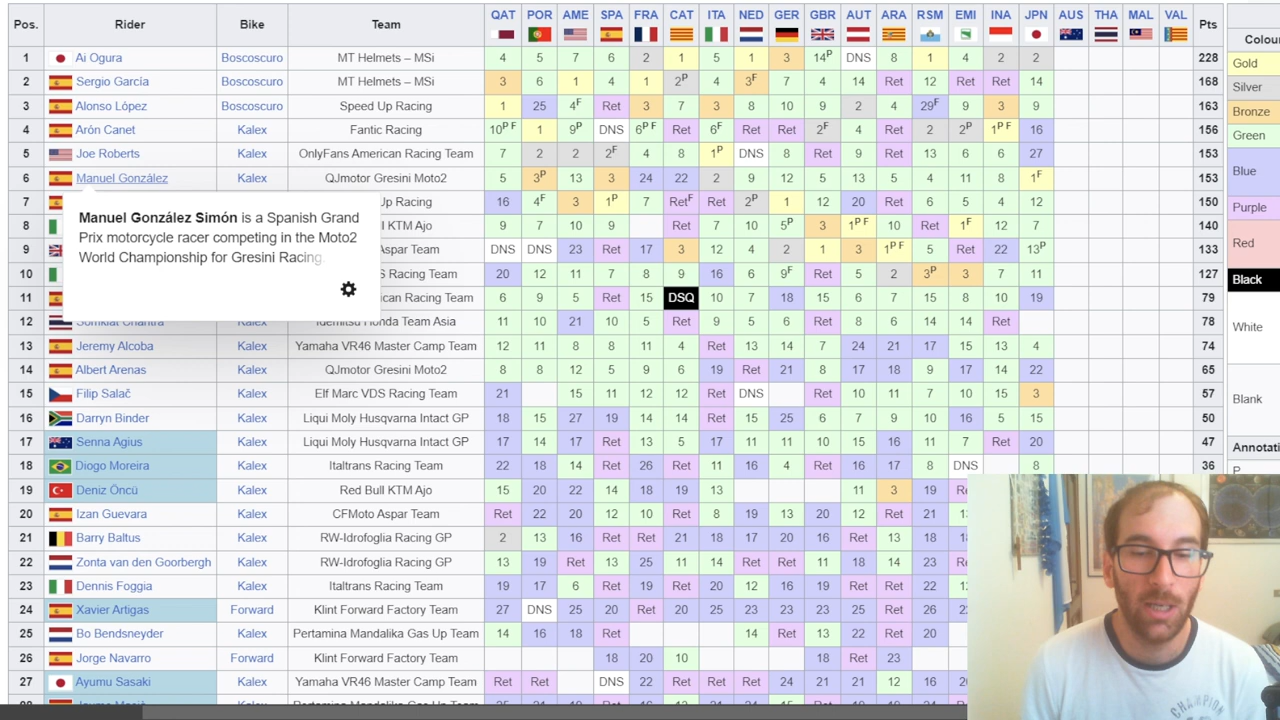 Pos. Rider Bike Team QAT POR AME SPA FRA CAT ITA NED GER GBR AUT ARA RSM EMI INA JPN AUS THA MAL VAL Pts
Colou
1 Ai Ogura Boscoscuro MT Helmets – MSi 4 5 7 6 2 1 5 1 3 14P DNS 8 1 4 2 2 228
Gold
2 Sergio García Boscoscuro MT Helmets – MSi 3 6 1 4 1 2P 4 3F 7 4 14 Ret 12 Ret Ret 14 168
Silver
3 Alonso López Boscoscuro Speed Up Racing 1 25 4F Ret 3 7 3 8 10 9 2 4 29F 9 3 9 163
Bronze
4 Arón Canet Kalex Fantic Racing 10P F 1 9P DNS 6P F Ret 6F Ret Ret 2F 4 Ret 2 2P 1P F 16 156
Green
5 Joe Roberts Kalex OnlyFans American Racing Team 7 2 2 2F 4 8 1P DNS 8 Ret 9 Ret 13 6 6 27 153
Blue
6 Manuel González Kalex QJmotor Gresini Moto2 5 3P 13 3 24 22 2 9 12 5 13 5 4 11 8 1F 153
7 Up Racing 16 4F 3 1P 7 RetF Ret 2P 1 12 20 Ret 6 5 4 12 150
Purple
Manuel González Simón is a Spanish Grand
Prix motorcycle racer competing in the Moto2
World Championship for Gresini Racing
8 l KTM Ajo Ret 7 10 9 Ret 7 10 5P 3 1P F 10 Ret 1F 12 7 140
Red
9 Aspar Team DNS DNS 23 Ret 17 3 12 4 2 1 3 1P F 5 Ret 22 13P 133
10 S Racing Team 20 12 11 7 8 9 16 6 9F Ret 5 2 3P 3 7 11 127
Black
11 can Racing Team 6 9 5 Ret 15 DSQ 10 7 18 15 6 7 15 8 10 19 79
12 Somkiat Chantra Kalex Idemitsu Honda Team Asia 11 10 21 10 5 Ret 9 5 6 Ret 8 6 14 14 Ret 78
White
13 Jeremy Alcoba Kalex Yamaha VR46 Master Camp Team 12 11 8 8 11 4 Ret 13 14 7 24 21 17 15 13 4 74
14 Albert Arenas Kalex QJmotor Gresini Moto2 8 8 12 5 9 6 19 Ret 21 8 17 18 9 17 14 22 65
15 Filip Salač Kalex Elf Marc VDS Racing Team 21 15 11 12 12 Ret DNS Ret 10 11 7 10 15 3 57
Blank
16 Darryn Binder Kalex Liqui Moly Husqvarna Intact GP 18 15 27 19 14 14 Ret 15 25 6 7 9 10 16 5 15 50
17 Senna Agius Kalex Liqui Moly Husqvarna Intact GP 17 14 17 Ret 13 5 17 11 11 10 15 16 11 7 Ret 20 47
Annotati
18 Diogo Moreira Kalex Italtrans Racing Team 22 18 14 Ret 26 Ret 11 16 4 Ret 16 17 8 DNS 8 36
P
19 Deniz Öncü Kalex Red Bull KTM Ajo 15 20 22 14 18 19 13 11 3 19
20 Izan Guevara Kalex CFMoto Aspar Team Ret 22 20 12 10 10 8 19 13 20 12 Ret 21
21 Barry Baltus Kalex RW-Idrofoglia Racing GP 2 13 16 Ret Ret 21 18 17 20 16 Ret 13 18
22 Zonta van den Goorbergh Kalex RW-Idrofoglia Racing GP 13 19 Ret 13 25 11 14 Ret Ret 11 18 14 23
23 Dennis Foggia Kalex Italtrans Racing Team 19 17 6 Ret 19 Ret 20 12 16 19 Ret Ret 22
24 Xavier Artigas Forward Klint Forward Factory Team 27 DNS 25 20 Ret 20 25 23 23 23 25 Ret 26
25 Bo Bendsneyder Kalex Pertamina Mandalika Gas Up Team 14 16 18 Ret 14 Ret 13 22 Ret 20
26 Jorge Navarro Forward Klint Forward Factory Team 18 20 10 18 Ret 23
27 Ayumu Sasaki Kalex Yamaha VR46 Master Camp Team Ret Ret DNS 22 Ret Ret Ret 24 21 21 12 16
CHAMPION